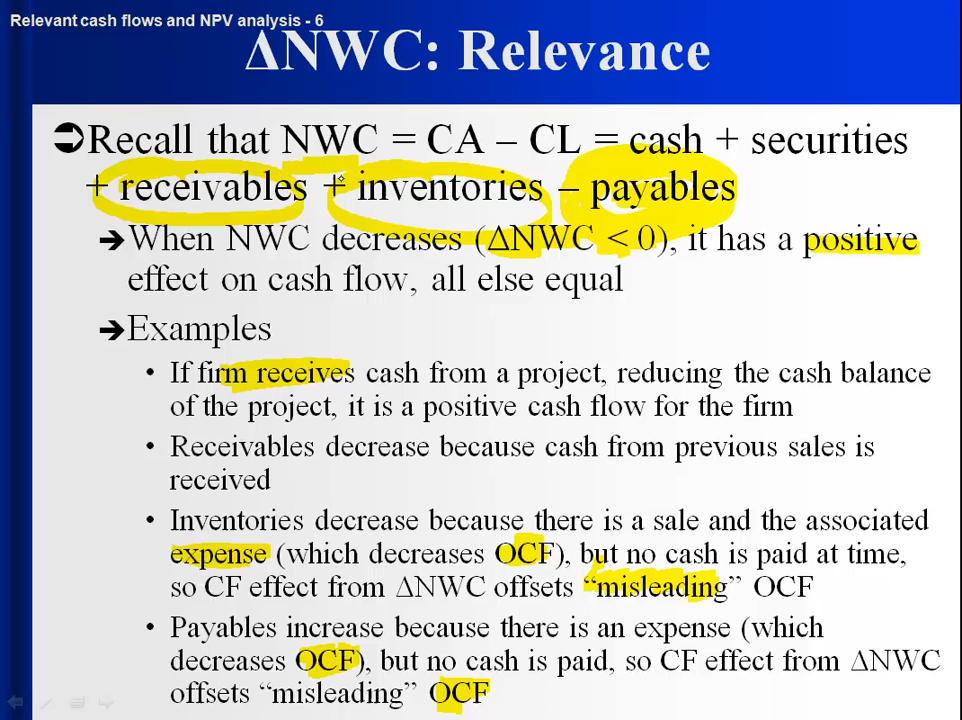 Relevant cash flows and NPV analysis - 6
ΔNWC: Relevance
Recall that NWC = CA – CL = cash + securities
+ receivables + inventories – payables
When NWC decreases (ΔNWC < 0), it has a positive
effect on cash flow, all else equal
Examples
• If firm receives cash from a project, reducing the cash balance
of the project, it is a positive cash flow for the firm
• Receivables decrease because cash from previous sales is
received
• Inventories decrease because there is a sale and the associated
expense (which decreases OCF), but no cash is paid at time,
so CF effect from ΔNWC offsets “misleading” OCF
• Payables increase because there is an expense (which
decreases OCF), but no cash is paid, so CF effect from ΔNWC
offsets “misleading” OCF